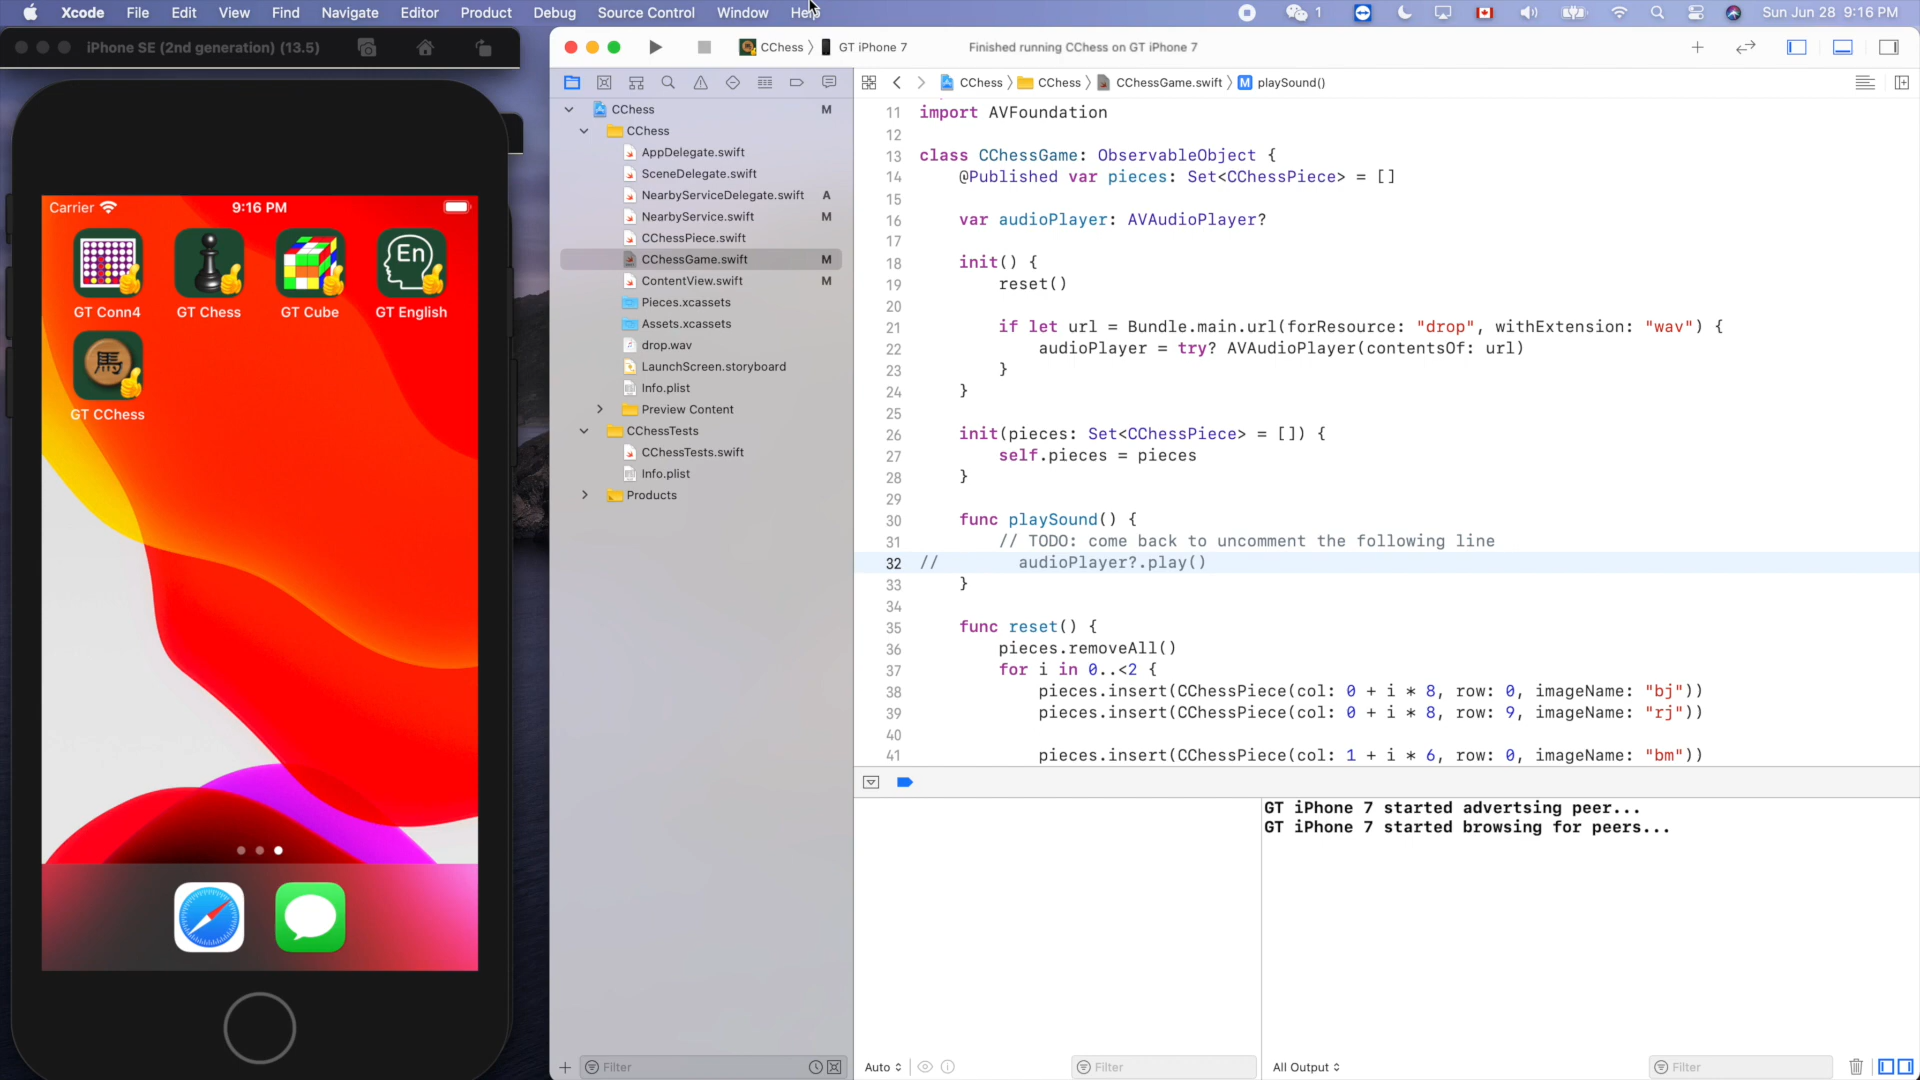 Xcode File Edit View Find Navigate Editor Product Debug Source Control Window Help 1 Sun Jun 28 9:16 PM
iPhone SE (2nd generation) (13.5)
Carrier 9:16 PM
En
GT Conn4 GT Chess GT Cube GT English
馬
GT CChess
CChess GT iPhone 7 Finished running CChess on GT iPhone 7
CChess CChess CChessGame.swift M playSound()
CChess M
CChess
AppDelegate.swift
SceneDelegate.swift
NearbyServiceDelegate.swift A
NearbyService.swift M
CChessPiece.swift
CChessGame.swift M
ContentView.swift M
Pieces.xcassets
Assets.xcassets
drop.wav
LaunchScreen.storyboard
Info.plist
Preview Content
CChessTests
CChessTests.swift
Info.plist
Products
Filter
11 import AVFoundation
12
13 class CChessGame: ObservableObject {
14 @Published var pieces: Set<CChessPiece> = []
15
16 var audioPlayer: AVAudioPlayer?
17
18 init() {
19 reset()
20
21 if let url = Bundle.main.url(forResource: "drop", withExtension: "wav") {
22 audioPlayer = try? AVAudioPlayer(contentsOf: url)
23 }
24 }
25
26 init(pieces: Set<CChessPiece> = []) {
27 self.pieces = pieces
28 }
29
30 func playSound() {
31 // TODO: come back to uncomment the following line
32 // audioPlayer?.play()
33 }
34
35 func reset() {
36 pieces.removeAll()
37 for i in 0..<2 {
38 pieces.insert(CChessPiece(col: 0 + i * 8, row: 0, imageName: "bj"))
39 pieces.insert(CChessPiece(col: 0 + i * 8, row: 9, imageName: "rj"))
40
41 pieces.insert(CChessPiece(col: 1 + i * 6, row: 0, imageName: "bm"))
GT iPhone 7 started advertsing peer...
GT iPhone 7 started browsing for peers...
Auto Filter All Output Filter